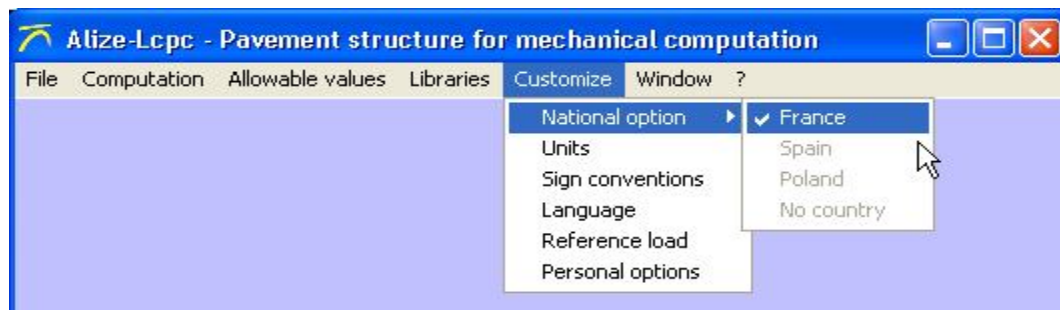 Alize-Lcpc - Pavement structure for mechanical computation
File Computation Allowable values Libraries Customize Window ?
National option France
Units Spain
Sign conventions Poland
Language No country
Reference load
Personal options